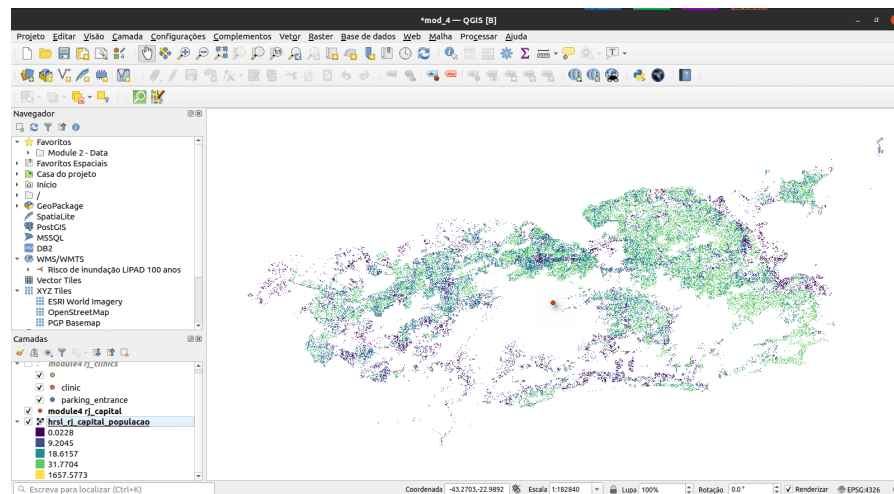 *mod_4 — QGIS [B]
Projeto Editar Visão Camada Configurações Complementos Vetor Raster Base de dados Web Malha Processar Ajuda
Navegador
Favoritos
Module 2 - Data
Favoritos Espaciais
Casa do projeto
Início
/
GeoPackage
SpatiaLite
PostGIS
MSSQL
DB2
WMS/WMTS
Risco de inundação LiPAD 100 anos
Vector Tiles
XYZ Tiles
ESRI World Imagery
OpenStreetMap
PGP Basemap
Camadas
module4 rj_clinics
clinic
parking_entrance
module4 rj_capital
hrsl_rj_capital_populacao
0.0228
9.2045
18.6157
31.7704
1657.5773
Escreva para localizar (Ctrl+K) Coordenada -43.2703,-22.9892 Escala 1:182840 Lupa 100% Rotação 0.0° Renderizar EPSG:4326